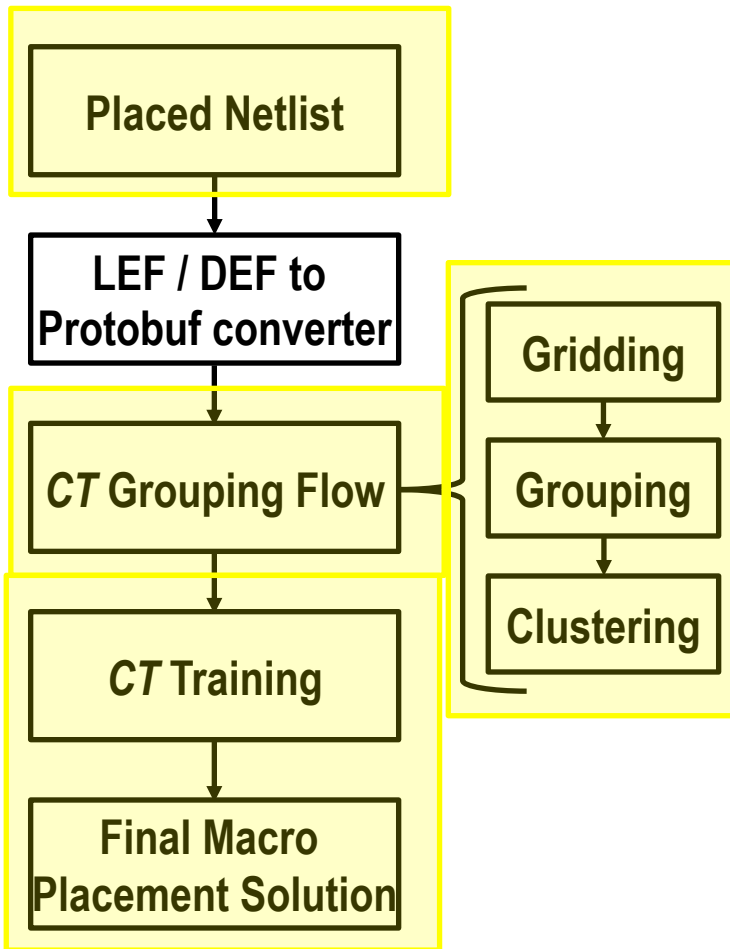 Placed Netlist
LEF / DEF to
Protobuf converter
CT Grouping Flow
Gridding
Grouping
Clustering
CT Training
Final Macro
Placement Solution